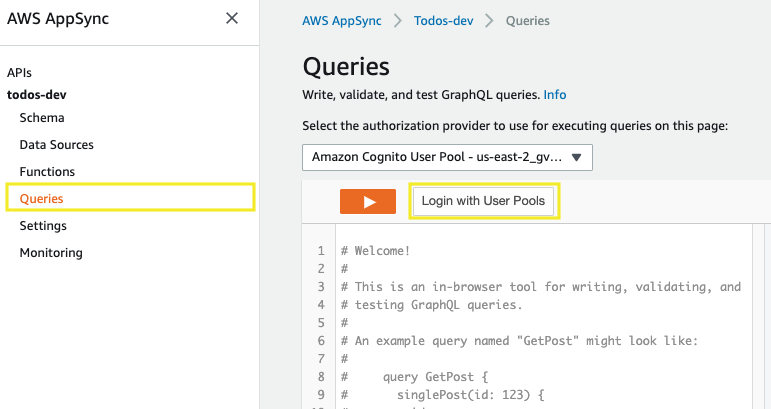 AWS AppSync
APIs
todos-dev
Schema
Data Sources
Functions
Queries
Settings
Monitoring
AWS AppSync > Todos-dev > Queries
Queries
Write, validate, and test GraphQL queries. Info
Select the authorization provider to use for executing queries on this page:
Amazon Cognito User Pool - us-east-2_gv...
Login with User Pools
1 # Welcome!
2 #
3 # This is an in-browser tool for writing, validating, and
4 # testing GraphQL queries.
5 #
6 # An example query named "GetPost" might look like:
7 #
8 #     query GetPost {
9 #       singlePost(id: 123) {